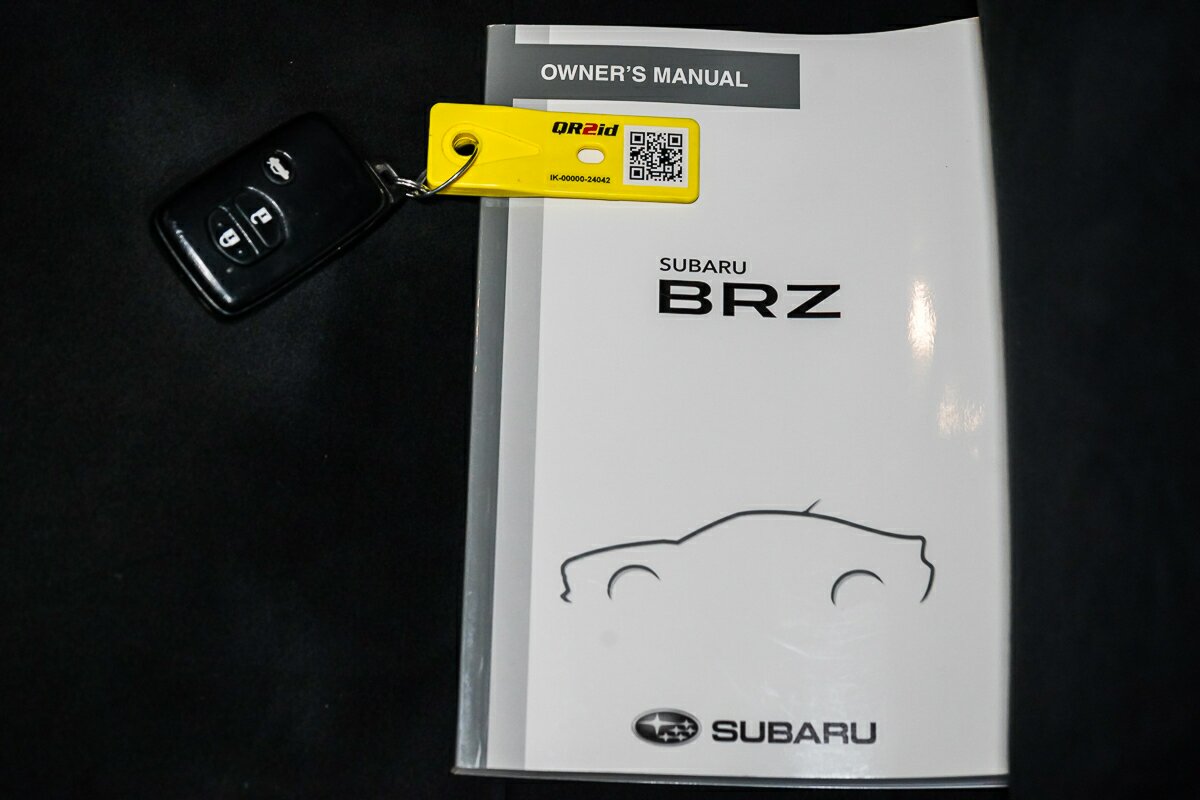 OWNER'S MANUAL
QR2id
IK-00000-24042
SUBARU
BRZ
SUBARU